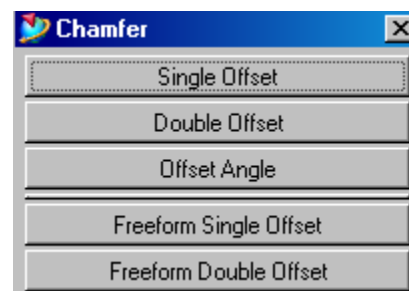 Chamfer
Single Offset
Double Offset
Offset Angle
Freeform Single Offset
Freeform Double Offset